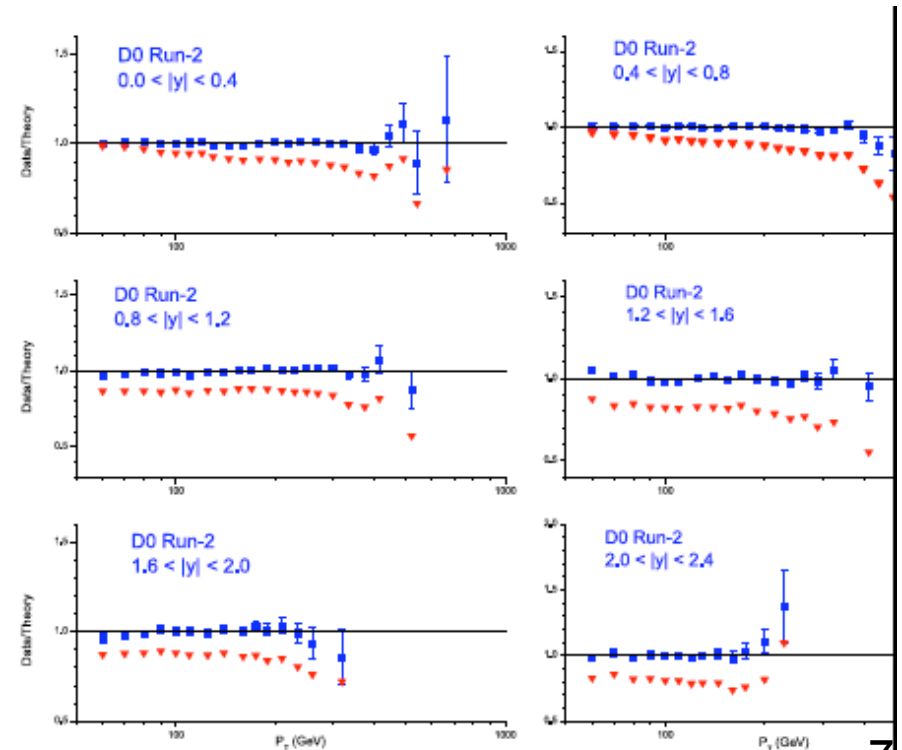 D0 Run-2
0.0 < |y| < 0.4
Data/Theory
1.5
1.0
0.5
100
1000
D0 Run-2
0.4 < |y| < 0.8
1.5
1.0
0.5
100
D0 Run-2
0.8 < |y| < 1.2
Data/Theory
1.5
1.0
0.5
100
1000
D0 Run-2
1.2 < |y| < 1.6
1.5
1.0
0.5
100
D0 Run-2
1.6 < |y| < 2.0
Data/Theory
1.5
1.0
0.5
100
1000
P_T (GeV)
D0 Run-2
2.0 < |y| < 2.4
2.0
1.5
1.0
0.5
100
P_T (GeV)
7